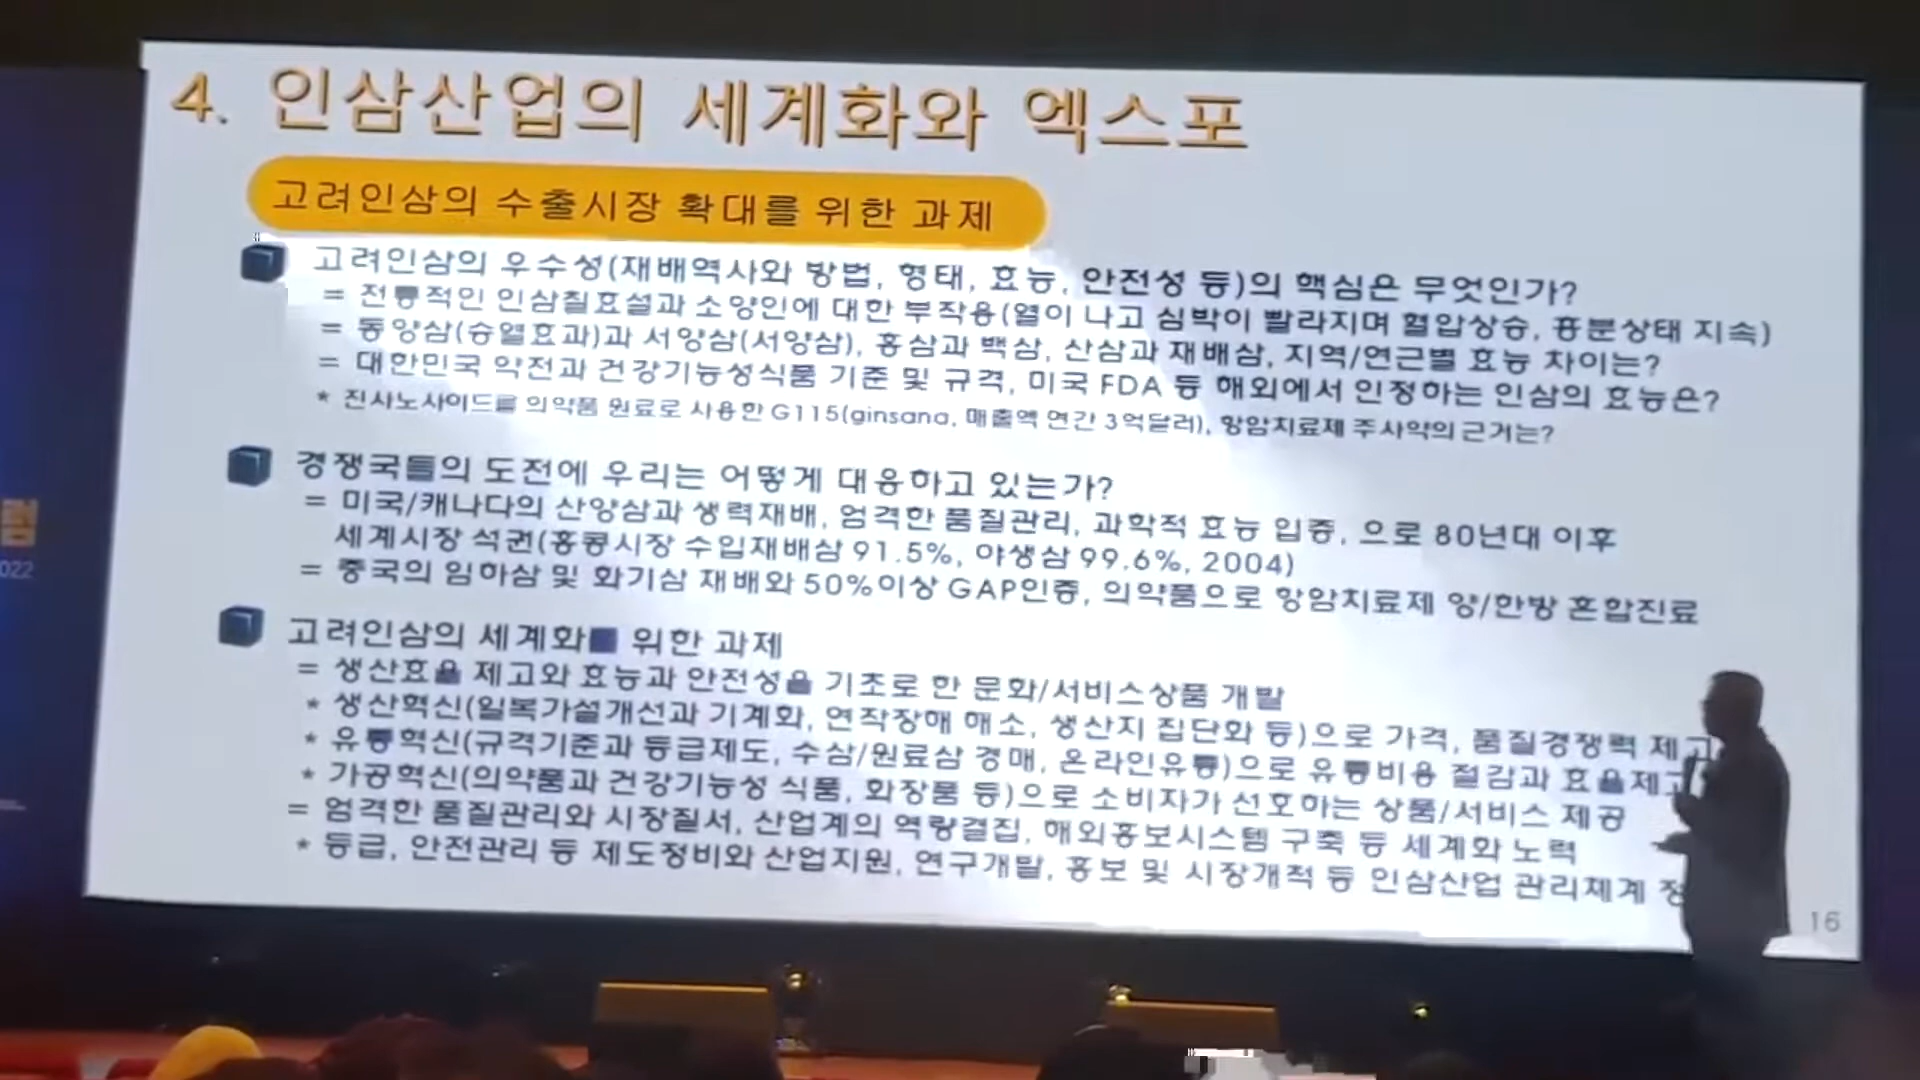 4. 인삼산업의 세계화와 엑스포
고려인삼의 수출시장 확대를 위한 과제
고려인삼의 우수성(재배역사와 방법, 형태, 효능, 안전성 등)의 핵심은 무엇인가?
= 전통적인 인삼칠효설과 소양인에 대한 부작용(열이 나고 심박이 빨라지며 혈압상승, 흥분상태 지속)
= 동양삼(승열효과)과 서양삼(서양삼), 홍삼과 백삼, 산삼과 재배삼, 지역/연근별 효능 차이는?
= 대한민국 약전과 건강기능성식품 기준 및 규격, 미국 FDA 등 해외에서 인정하는 인삼의 효능은?
* 진사노사이드를 의약품 원료로 사용한 G115(ginsana, 매출액 연간 3억달러), 항암치료제 주사약의 근거는?
경쟁국들의 도전에 우리는 어떻게 대응하고 있는가?
= 미국/캐나다의 산양삼과 생력재배, 엄격한 품질관리, 과학적 효능 입증, 으로 80년대 이후
세계시장 석권(홍콩시장 수입재배삼 91.5%, 야생삼 99.6%, 2004)
= 중국의 임하삼 및 화기삼 재배와 50%이상 GAP인증, 의약품으로 항암치료제 양/한방 혼합진료
고려인삼의 세계화를 위한 과제
= 생산효율 제고와 효능과 안전성을 기초로 한 문화/서비스상품 개발
* 생산혁신(일복가설개선과 기계화, 연작장해 해소, 생산지 집단화 등)으로 가격, 품질경쟁력 제고
* 유통혁신(규격기준과 등급제도, 수삼/원료삼 경매, 온라인유통)으로 유통비용 절감과 효율제고
* 가공혁신(의약품과 건강기능성 식품, 화장품 등)으로 소비자가 선호하는 상품/서비스 제공
= 엄격한 품질관리와 시장질서, 산업계의 역량결집, 해외홍보시스템 구축 등 세계화 노력
* 등급, 안전관리 등 제도정비와 산업지원, 연구개발, 홍보 및 시장개척 등 인삼산업 관리체계
16
럼
022